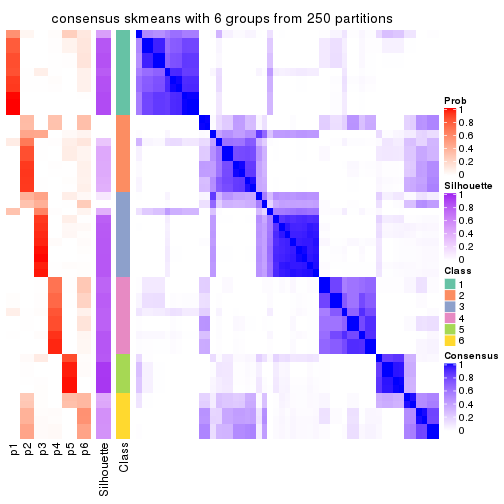 consensus skmeans with 6 groups from 250 partitions
Prob
1
0.8
0.6
0.4
0.2
0
Silhouette
1
0.8
0.6
0.4
0.2
0
Class
1
2
3
4
5
6
Consensus
1
0.8
0.6
0.4
0.2
0
p1
p2
p3
p4
p5
p6
Silhouette
Class